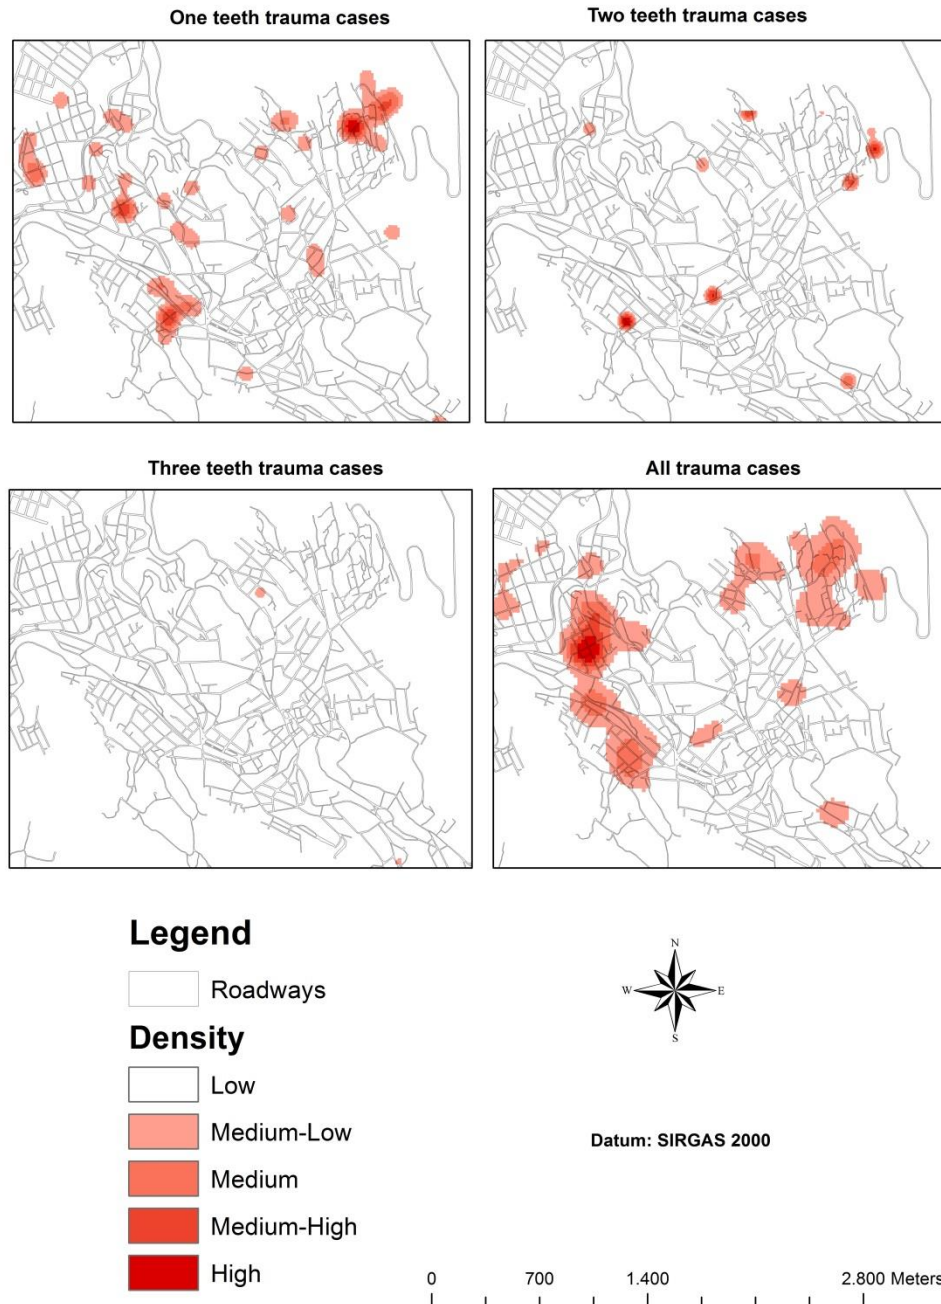 One teeth trauma cases
Two teeth trauma cases
Three teeth trauma cases
All trauma cases
Legend
Roadways
Density
Low
Medium-Low
Medium
Medium-High
High
N
W E
S
Datum: SIRGAS 2000
0 700 1.400 2.800 Meters